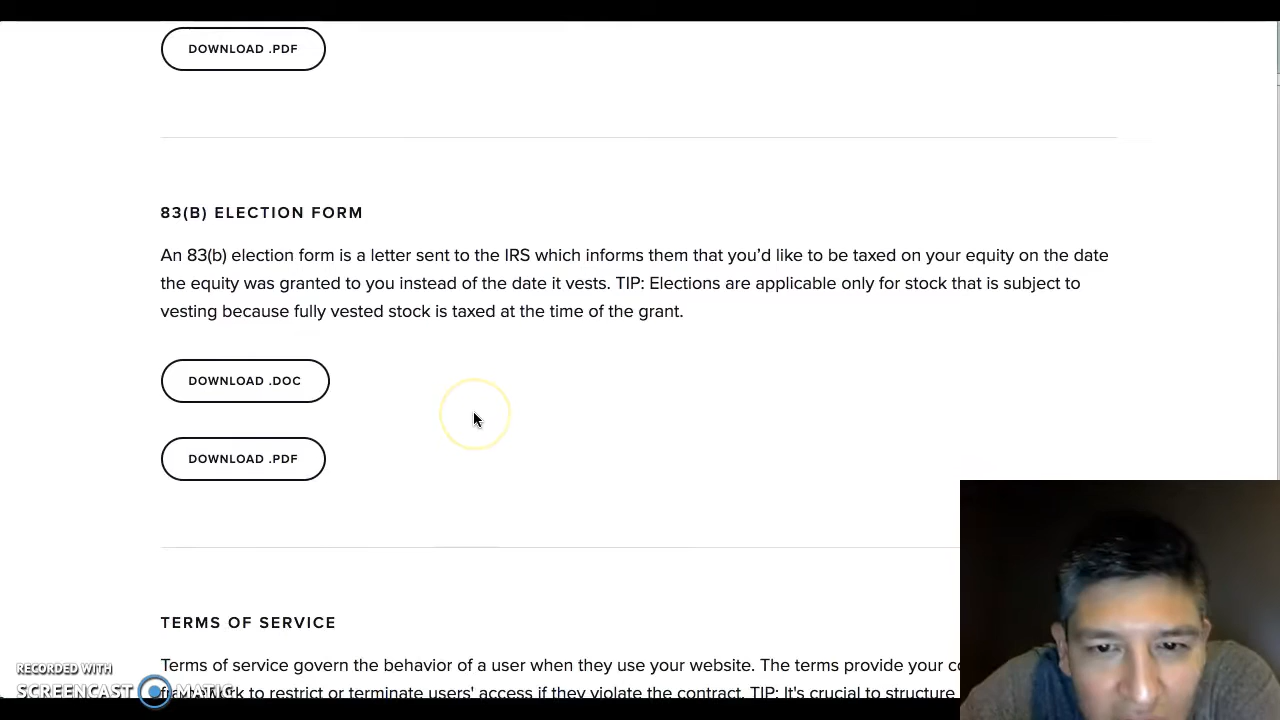 DOWNLOAD .PDF
83(B) ELECTION FORM
An 83(b) election form is a letter sent to the IRS which informs them that you’d like to be taxed on your equity on the date
the equity was granted to you instead of the date it vests. TIP: Elections are applicable only for stock that is subject to
vesting because fully vested stock is taxed at the time of the grant.
DOWNLOAD .DOC
DOWNLOAD .PDF
TERMS OF SERVICE
Terms of service govern the behavior of a user when they use your website. The terms provide your
to restrict or terminate users' access if they violate the contract. TIP: It's crucial to structure
RECORDED WITH
SCREENCAST MATIC